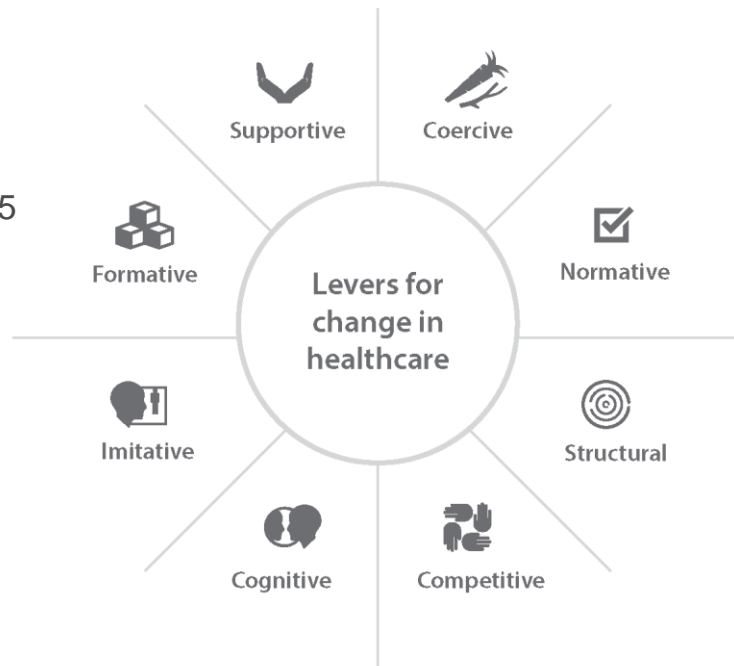 Supportive
Coercive
5
Formative
Normative
Levers for
change in
healthcare
Imitative
Structural
Cognitive
Competitive